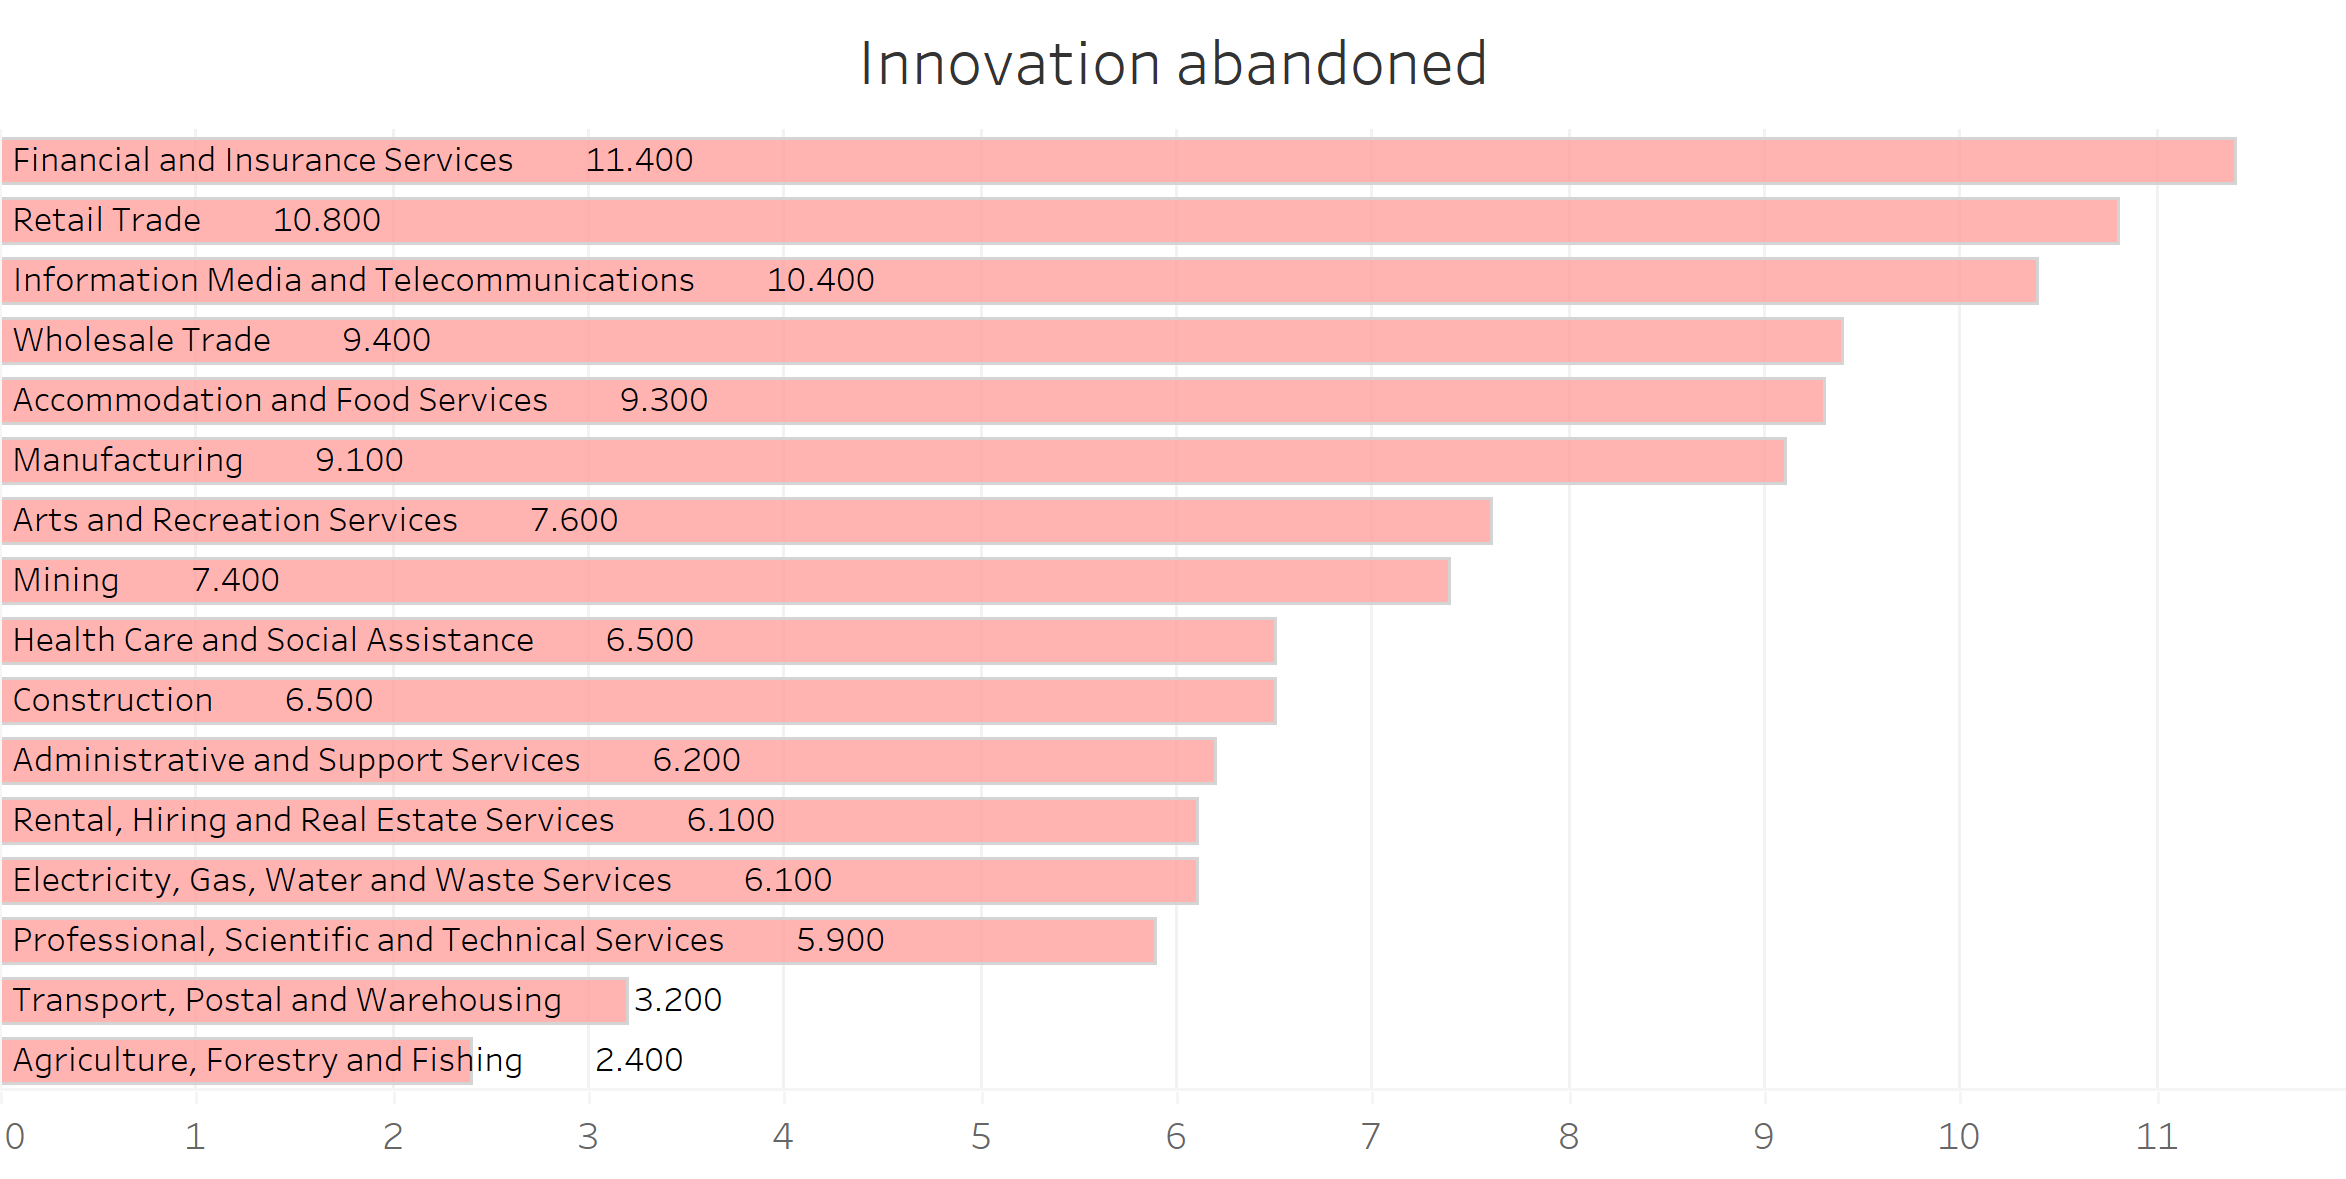 Innovation abandoned
Financial and Insurance Services 11.400
Retail Trade 10.800
Information Media and Telecommunications 10.400
Wholesale Trade 9.400
Accommodation and Food Services 9.300
Manufacturing 9.100
Arts and Recreation Services 7.600
Mining 7.400
Health Care and Social Assistance 6.500
Construction 6.500
Administrative and Support Services 6.200
Rental, Hiring and Real Estate Services 6.100
Electricity, Gas, Water and Waste Services 6.100
Professional, Scientific and Technical Services 5.900
Transport, Postal and Warehousing 3.200
Agriculture, Forestry and Fishing 2.400
0 1 2 3 4 5 6 7 8 9 10 11